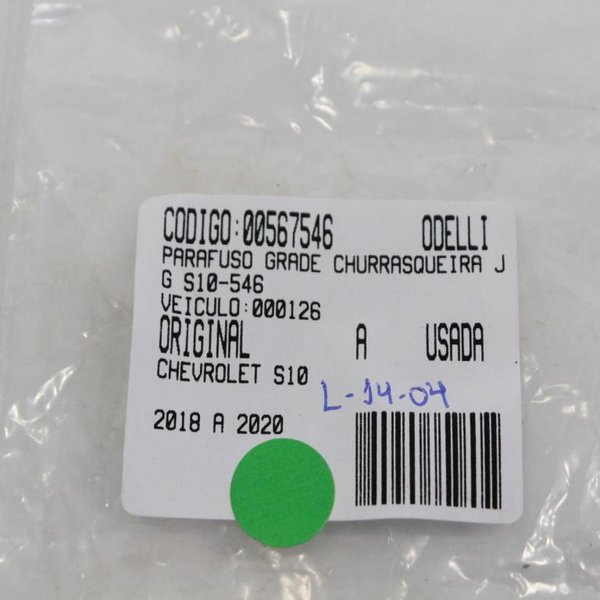 CODIGO:00567546 ODELLI
PARAFUSO GRADE CHURRASQUEIRA J
G S10-546
VEICULO:000126
ORIGINAL A USADA
CHEVROLET S10
L-14-04
2018 A 2020